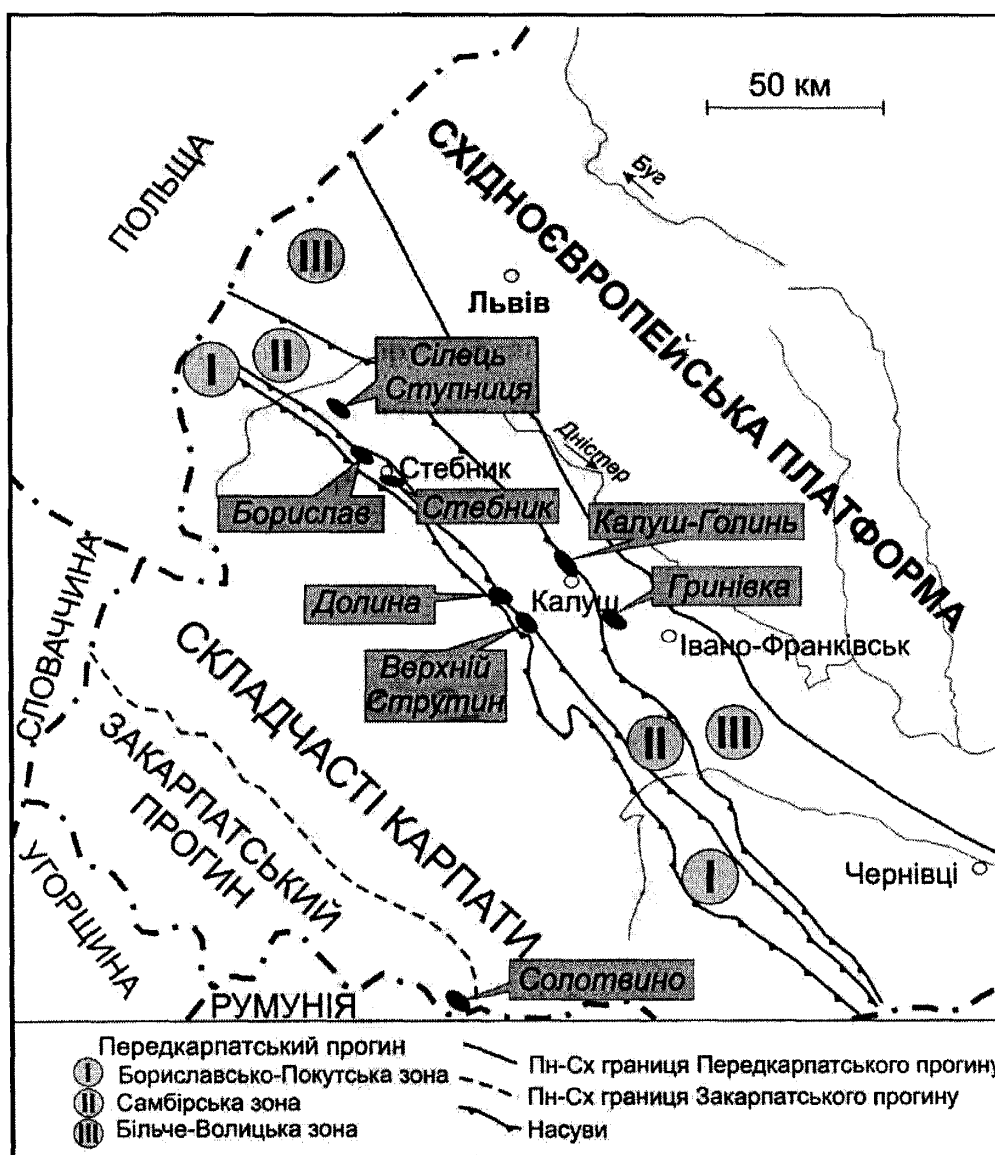 50 км
ПОЛЬЩА
СХІДНОЄВРОПЕЙСЬКА ПЛАТФОРМА
Буг
III
Львів
II
I
Сілець
Ступниця
Дністер
Стебник
Борислав
Стебник
Калуш-Голинь
Долина
Калуш
Гринівка
Івано-Франківськ
Верхній
Струтин
СЛОВАЧЧИНА
СКЛАДЧАСТІ КАРПАТИ
ЗАКАРПАТСЬКИЙ
ПРОГИН
II
III
УГОРЩИНА
I
Чернівці
Солотвино
РУМУНІЯ
Передкарпатський прогин
I Бориславсько-Покутська зона
II Самбірська зона
III Більче-Волицька зона
Пн-Сх границя Передкарпатського прогину
Пн-Сх границя Закарпатського прогину
Насуви